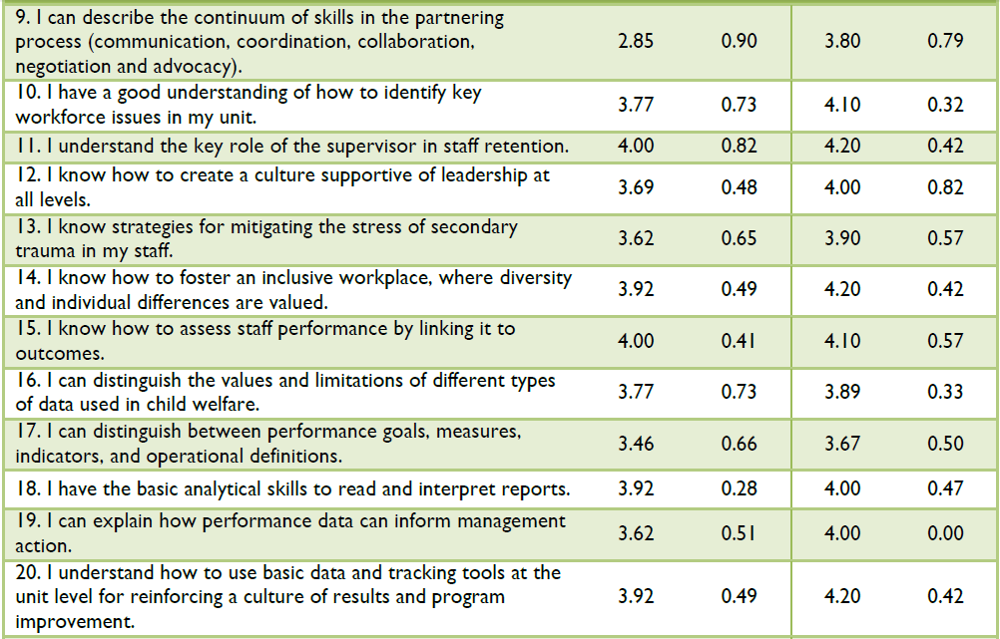 9. I can describe the continuum of skills in the partnering
process (communication, coordination, collaboration,
negotiation and advocacy).
2.85 0.90 3.80 0.79
10. I have a good understanding of how to identify key
workforce issues in my unit.
3.77 0.73 4.10 0.32
11. I understand the key role of the supervisor in staff retention. 4.00 0.82 4.20 0.42
12. I know how to create a culture supportive of leadership at
all levels.
3.69 0.48 4.00 0.82
13. I know strategies for mitigating the stress of secondary
trauma in my staff.
3.62 0.65 3.90 0.57
14. I know how to foster an inclusive workplace, where diversity
and individual differences are valued.
3.92 0.49 4.20 0.42
15. I know how to assess staff performance by linking it to
outcomes.
4.00 0.41 4.10 0.57
16. I can distinguish the values and limitations of different types
of data used in child welfare.
3.77 0.73 3.89 0.33
17. I can distinguish between performance goals, measures,
indicators, and operational definitions.
3.46 0.66 3.67 0.50
18. I have the basic analytical skills to read and interpret reports. 3.92 0.28 4.00 0.47
19. I can explain how performance data can inform management
action.
3.62 0.51 4.00 0.00
20. I understand how to use basic data and tracking tools at the
unit level for reinforcing a culture of results and program
improvement.
3.92 0.49 4.20 0.42